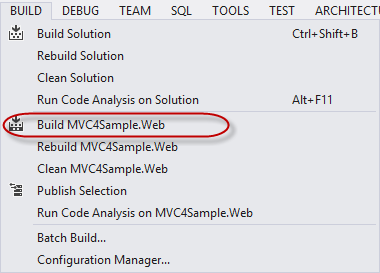 BUILD DEBUG TEAM SQL TOOLS TEST ARCHITECTU
Build Solution Ctrl+Shift+B
Rebuild Solution
Clean Solution
Run Code Analysis on Solution Alt+F11
Build MVC4Sample.Web
Rebuild MVC4Sample.Web
Clean MVC4Sample.Web
Publish Selection
Run Code Analysis on MVC4Sample.Web
Batch Build...
Configuration Manager...